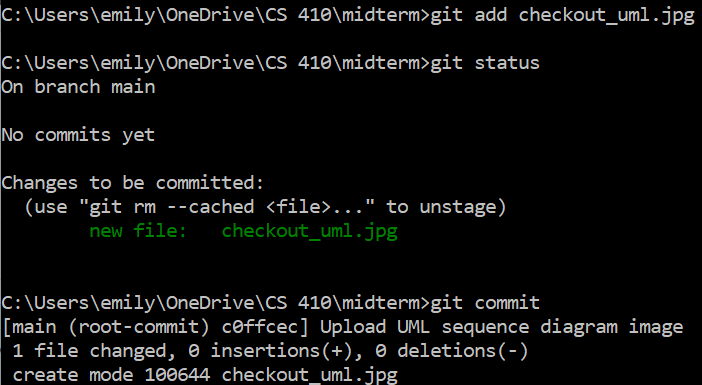 C:\Users\emily\OneDrive\CS 410\midterm>git add checkout_uml.jpg
C:\Users\emily\OneDrive\CS 410\midterm>git status
On branch main
No commits yet
Changes to be committed:
(use "git rm --cached <file>..." to unstage)
new file:   checkout_uml.jpg
C:\Users\emily\OneDrive\CS 410\midterm>git commit
[main (root-commit) c0ffcec] Upload UML sequence diagram image
1 file changed, 0 insertions(+), 0 deletions(-)
create mode 100644 checkout_uml.jpg